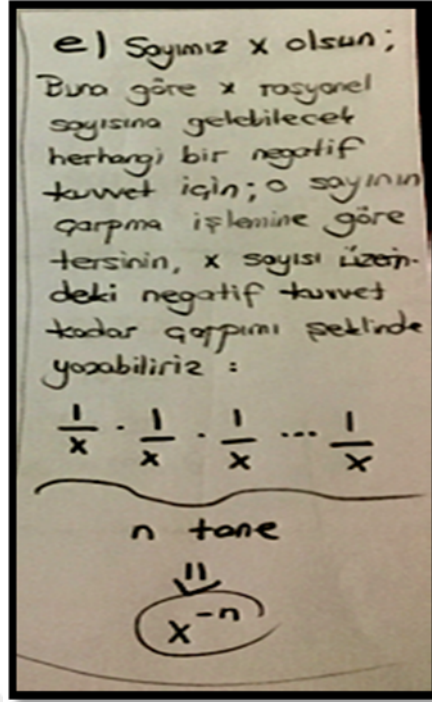 e) Sayımız x olsun;
Buna göre x rasyonel
sayısına gelebilecek
herhangi bir negatif
kuvvet için; o sayının
çarpma işlemine göre
tersinin, x sayısı üzerin-
deki negatif kuvvet
kadar çarpımı şeklinde
yazabiliriz :
1/x · 1/x · 1/x ... 1/x
n tane
=
x⁻ⁿ